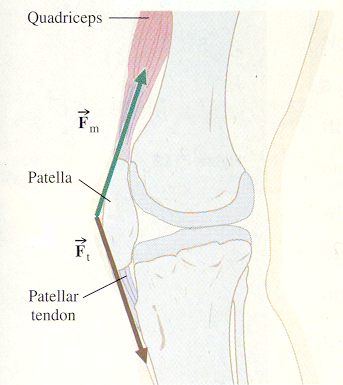 Quadriceps
F⃗m
Patella
F⃗t
Patellar
tendon